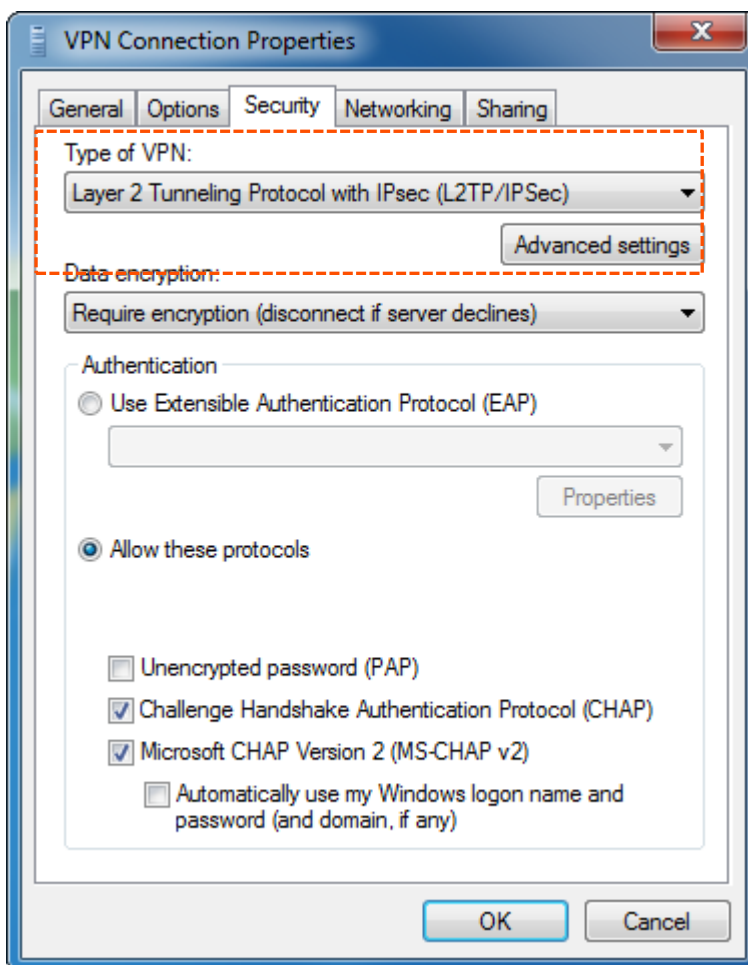 VPN Connection Properties
General Options Security Networking Sharing
Type of VPN:
Layer 2 Tunneling Protocol with IPsec (L2TP/IPSec)
Advanced settings
Data encryption:
Require encryption (disconnect if server declines)
Authentication
Use Extensible Authentication Protocol (EAP)
Properties
Allow these protocols
Unencrypted password (PAP)
Challenge Handshake Authentication Protocol (CHAP)
Microsoft CHAP Version 2 (MS-CHAP v2)
Automatically use my Windows logon name and
password (and domain, if any)
OK Cancel